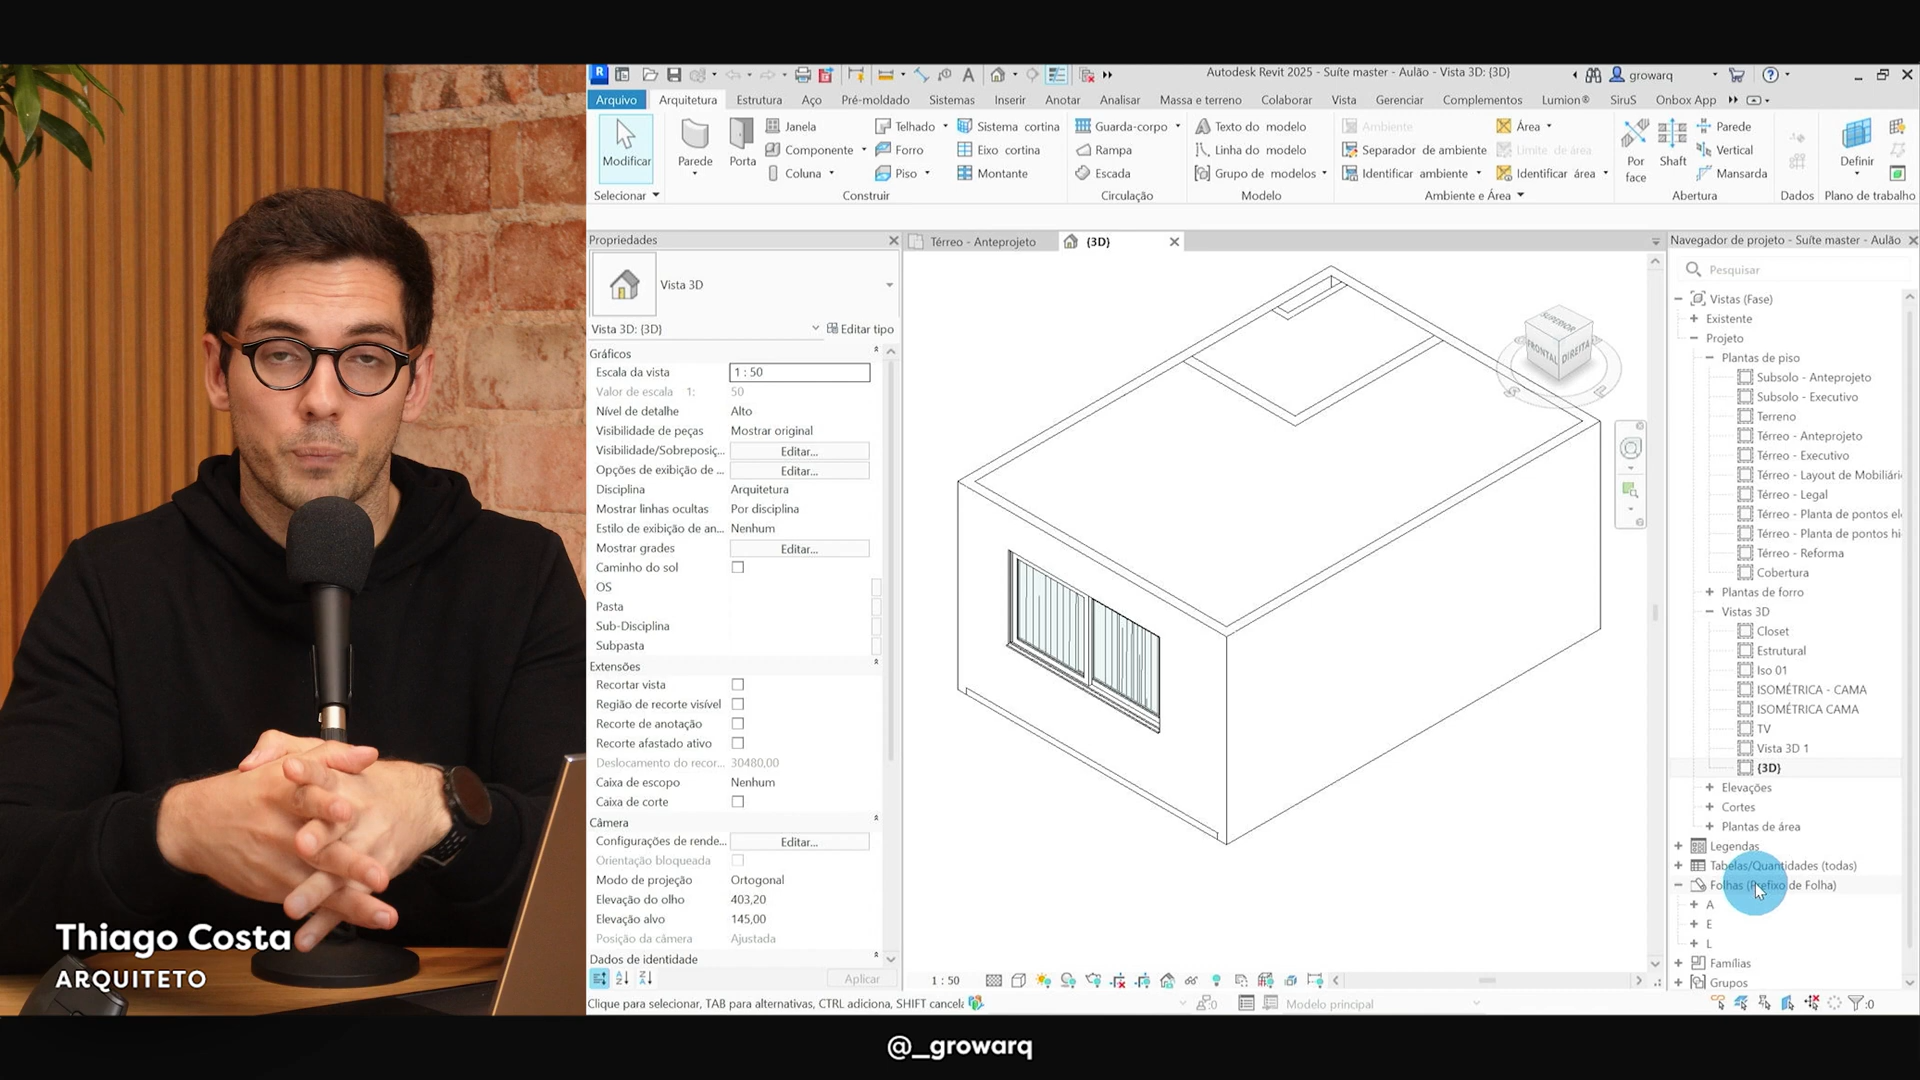 Autodesk Revit 2025 - Suíte master - Aulão - Vista 3D: {3D}
growarq
Arquivo Arquitetura Estrutura Aço Pré-moldado Sistemas Inserir Anotar Analisar Massa e terreno Colaborar Vista Gerenciar Complementos Lumion® SiruS Onbox App
Modificar
Parede
Porta
Janela
Componente
Coluna
Telhado
Forro
Piso
Sistema cortina
Eixo cortina
Montante
Guarda-corpo
Rampa
Escada
Texto do modelo
Linha do modelo
Grupo de modelos
Ambiente
Separador de ambiente
Identificar ambiente
Área
Limite de área
Identificar área
Por face
Shaft
Parede
Vertical
Mansarda
Definir
Selecionar
Construir
Circulação
Modelo
Ambiente e Área
Abertura
Dados
Plano de trabalho
Propriedades
Vista 3D
Vista 3D: {3D}
Editar tipo
Gráficos
Escala da vista 1 : 50
Valor de escala 1: 50
Nível de detalhe Alto
Visibilidade de peças Mostrar original
Visibilidade/Sobreposiç... Editar...
Opções de exibição de ... Editar...
Disciplina Arquitetura
Mostrar linhas ocultas Por disciplina
Estilo de exibição de an... Nenhum
Mostrar grades Editar...
Caminho do sol
OS
Pasta
Sub-Disciplina
Subpasta
Extensões
Recortar vista
Região de recorte visível
Recorte de anotação
Recorte afastado ativo
Deslocamento do recor... 30480,00
Caixa de escopo Nenhum
Caixa de corte
Câmera
Configurações de rende... Editar...
Orientação bloqueada
Modo de projeção Ortogonal
Elevação do olho 403,20
Elevação alvo 145,00
Posição da câmera Ajustada
Dados de identidade
Aplicar
Térreo - Anteprojeto
{3D}
SUPERIOR
FRONTAL
DIREITA
1 : 50
Navegador de projeto - Suíte master - Aulão
Pesquisar
Vistas (Fase)
Existente
Projeto
Plantas de piso
Subsolo - Anteprojeto
Subsolo - Executivo
Terreno
Térreo - Anteprojeto
Térreo - Executivo
Térreo - Layout de Mobiliári
Térreo - Legal
Térreo - Planta de pontos el
Térreo - Planta de pontos hi
Térreo - Reforma
Cobertura
Plantas de forro
Vistas 3D
Closet
Estrutural
Iso 01
ISOMÉTRICA - CAMA
ISOMÉTRICA CAMA
TV
Vista 3D 1
{3D}
Elevações
Cortes
Plantas de área
Legendas
Tabelas/Quantidades (todas)
Folhas (Prefixo de Folha)
A
E
L
Famílias
Grupos
Clique para selecionar, TAB para alternativas, CTRL adiciona, SHIFT cancela
:0
Modelo principal
:0
Thiago Costa
ARQUITETO
@_growarq